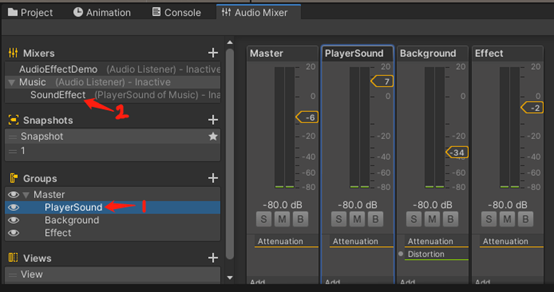 Project Animation Console Audio Mixer
Mixers +
AudioEffectDemo (Audio Listener) - Inactive
Music (Audio Listener) - Inactive
SoundEffect (PlayerSound of Music) - Ina
2
Snapshots +
Snapshot
1
Groups +
Master
PlayerSound
1
Background
Effect
Views +
View
Master PlayerSound Background Effect
20 20 20 20
0 0 0 0
-20 -20 -20 -20
-40 -40 -40 -40
-60 -60 -60 -60
-80 -80 -80 -80
-6 7 -34 -2
-80.0 dB -80.0 dB -80.0 dB -80.0 dB
S M B S M B S M B S M B
Attenuation Attenuation Attenuation Attenuation
Distortion
Add Add Add Add